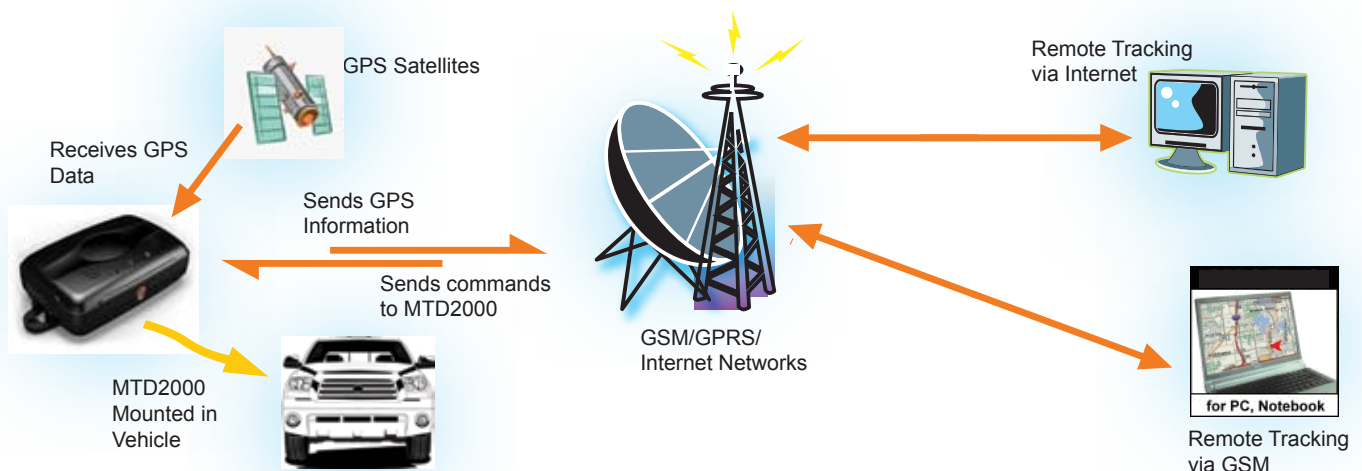 GPS Satellites
Remote Tracking
via Internet
Receives GPS
Data
Sends GPS
Information
Sends commands
to MTD2000
GSM/GPRS/
Internet Networks
MTD2000
Mounted in
Vehicle
for PC, Notebook
Remote Tracking
via GSM